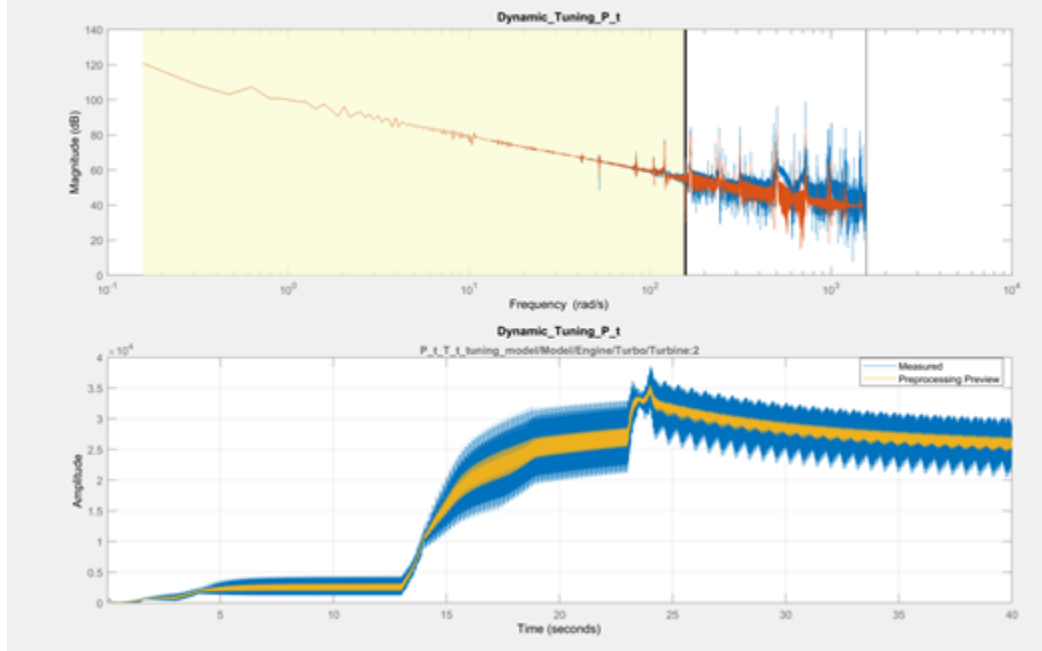 Dynamic_Tuning_P_t
140
120
100
80
60
40
20
0
Magnitude (dB)
10^-1 10^0 10^1 10^2 10^3 10^4
Frequency (rad/s)
Dynamic_Tuning_P_t
P_t_T_t_tuning_model/Model/Engine/Turbo/Turbine:2
×10^4
4
3.5
3
2.5
2
1.5
1
0.5
0
Amplitude
Measured
Preprocessing Preview
5 10 15 20 25 30 35 40
Time (seconds)